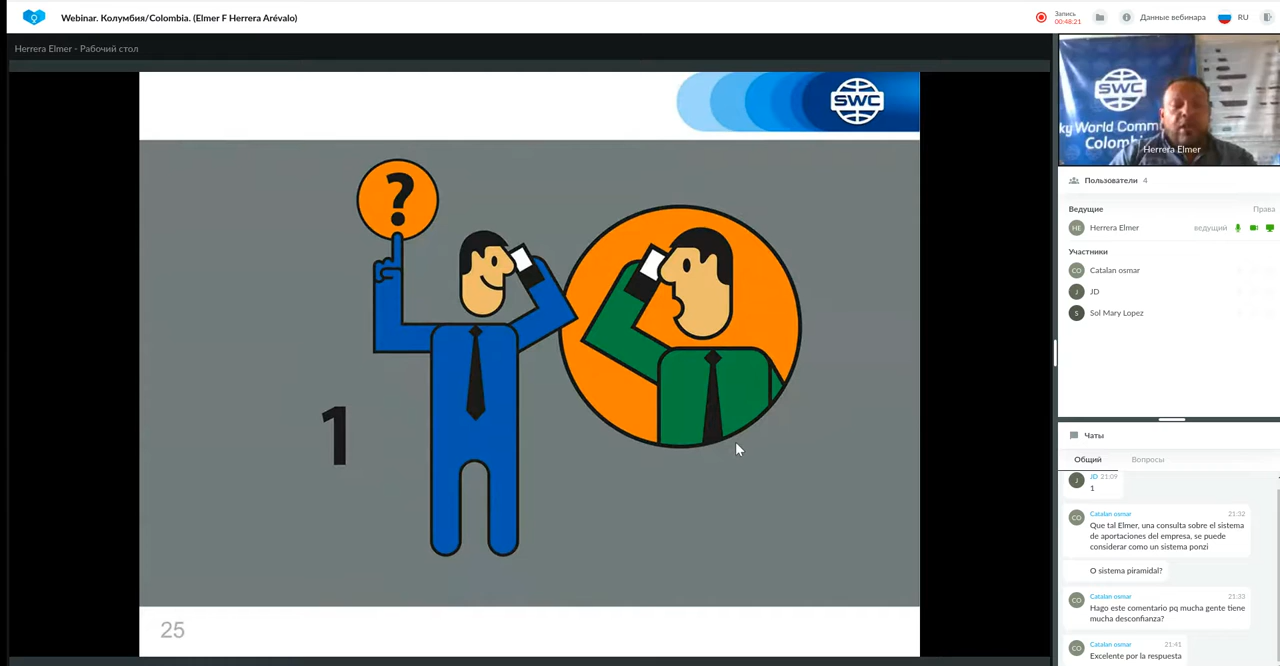 Webinar. Колумбия/Colombia. (Elmer F Herrera Arévalo)
Запись
00:48:21
Данные вебинара
RU
Herrera Elmer - Рабочий стол
SWC
?
1
25
SWC
ky World Comm
Colombi
Herrera Elmer
Пользователи 4
Ведущие Права
HE Herrera Elmer ведущий
Участники
CO Catalan osmar
J JD
S Sol Mary Lopez
Чаты
Общий Вопросы
J JD 21:09
1
Catalan osmar 21:32
CO Que tal Elmer, una consulta sobre el sistema
de aportaciones del empresa, se puede
considerar como un sistema ponzi
O sistema piramidal?
Catalan osmar 21:33
CO Hago este comentario pq mucha gente tiene
mucha desconfianza?
Catalan osmar 21:41
CO Excelente por la respuesta